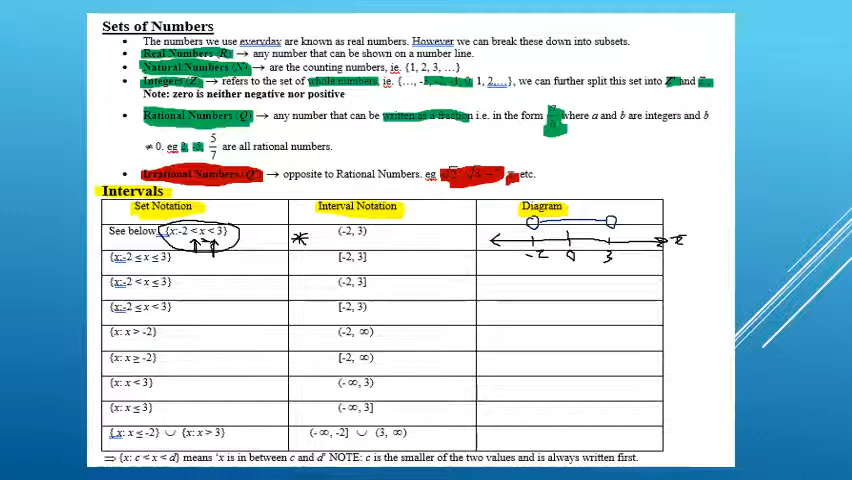 Sets of Numbers
• The numbers we use everyday are known as real numbers. However we can break these down into subsets.
• Real Numbers (R) → any number that can be shown on a number line.
• Natural Numbers (N) → are the counting numbers, ie. {1, 2, 3, …}
• Integers (Z) → refers to the set of whole numbers, ie. {…, -3, -2, -1, 0, 1, 2,…}, we can further split this set into Z⁺ and Z⁻.
Note: zero is neither negative nor positive
• Rational Numbers (Q) → any number that can be written as a fraction i.e. in the form a/b where a and b are integers and b
≠ 0. eg 2, 5/7 are all rational numbers.
• Irrational Numbers → opposite to Rational Numbers. eg etc.
Intervals
Set Notation Interval Notation Diagram
See below. {x:-2 < x < 3} * (-2, 3)
-2 0 3
{x:-2 ≤ x ≤ 3} [-2, 3]
{x:-2 < x ≤ 3} (-2, 3]
{x:-2 ≤ x < 3} [-2, 3)
{x: x > -2} (-2, ∞)
{x: x ≥ -2} [-2, ∞)
{x: x < 3} (-∞, 3)
{x: x ≤ 3} (-∞, 3]
{ x: x ≤ -2} ∪ {x: x > 3} (-∞, -2] ∪ (3, ∞)
⇒ {x: c < x < d} means 'x is in between c and d' NOTE: c is the smaller of the two values and is always written first.